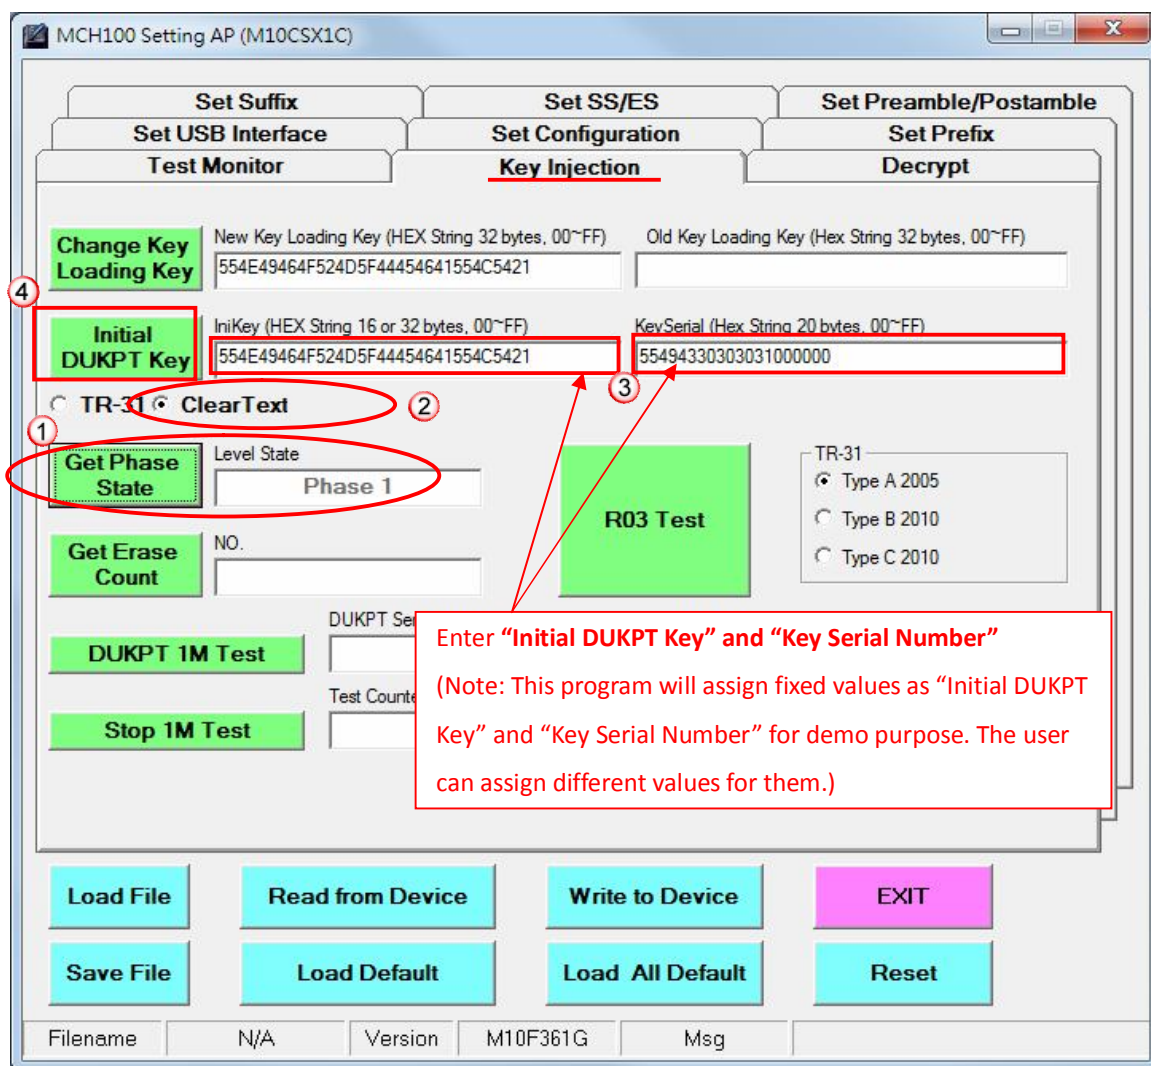 MCH100 Setting AP (M10CSX1C)
Set Suffix Set SS/ES Set Preamble/Postamble
Set USB Interface Set Configuration Set Prefix
Test Monitor Key Injection Decrypt
Change Key
Loading Key
New Key Loading Key (HEX String 32 bytes, 00~FF)
554E49464F524D5F44454641554C5421
Old Key Loading Key (Hex String 32 bytes, 00~FF)
4
Initial
DUKPT Key
IniKey (HEX String 16 or 32 bytes, 00~FF)
554E49464F524D5F44454641554C5421
KeySerial (Hex String 20 bytes, 00~FF)
55494330303031000000
3
TR-31 ClearText
2
1
Get Phase
State
Level State
Phase 1
R03 Test
TR-31
Type A 2005
Type B 2010
Type C 2010
Get Erase
Count
NO.
DUKPT 1M Test
DUKPT Se
Stop 1M Test
Test Counte
Enter “Initial DUKPT Key” and “Key Serial Number”
(Note: This program will assign fixed values as “Initial DUKPT
Key” and “Key Serial Number” for demo purpose. The user
can assign different values for them.)
Load File Read from Device Write to Device EXIT
Save File Load Default Load All Default Reset
Filename N/A Version M10F361G Msg